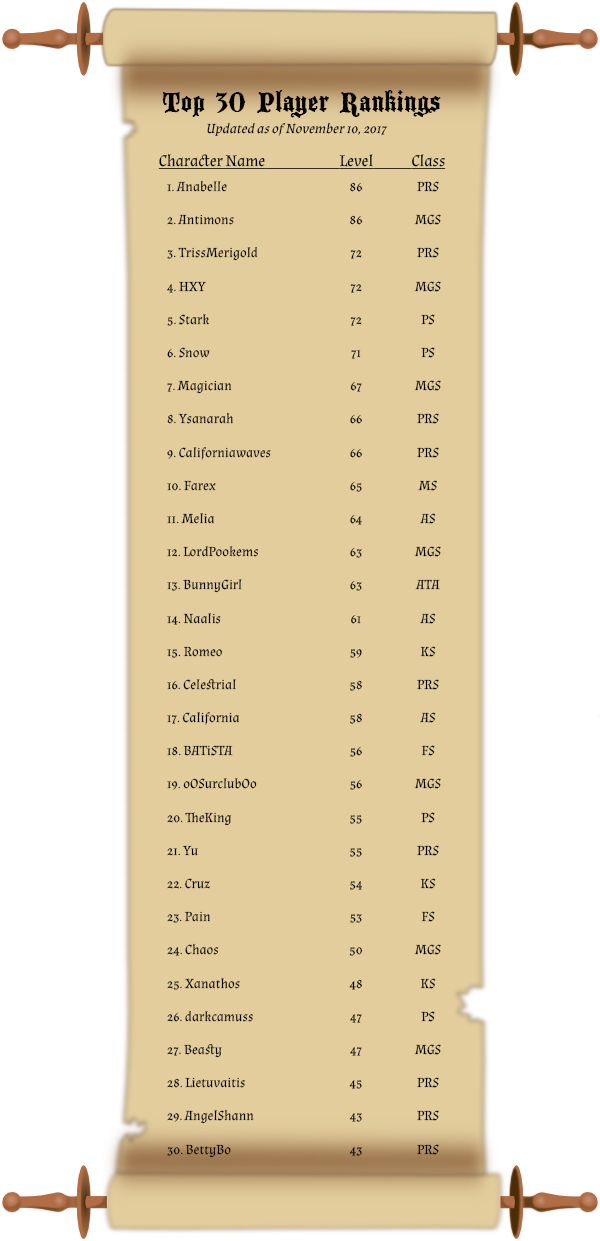 Top 30 Player Rankings
Updated as of November 10, 2017
Character Name Level Class
1. Anabelle 86 PRS
2. Antimons 86 MGS
3. TrissMerigold 72 PRS
4. HXY 72 MGS
5. Stark 72 PS
6. Snow 71 PS
7. Magician 67 MGS
8. Ysanarah 66 PRS
9. Californiawaves 66 PRS
10. Farex 65 MS
11. Melia 64 AS
12. LordPookems 63 MGS
13. BunnyGirl 63 ATA
14. Naalis 61 AS
15. Romeo 59 KS
16. Celestrial 58 PRS
17. California 58 AS
18. BATiSTA 56 FS
19. oOSurclubOo 56 MGS
20. TheKing 55 PS
21. Yu 55 PRS
22. Cruz 54 KS
23. Pain 53 FS
24. Chaos 50 MGS
25. Xanathos 48 KS
26. darkcamuss 47 PS
27. Beasty 47 MGS
28. Lietuvaitis 45 PRS
29. AngelShann 43 PRS
30. BettyBo 43 PRS